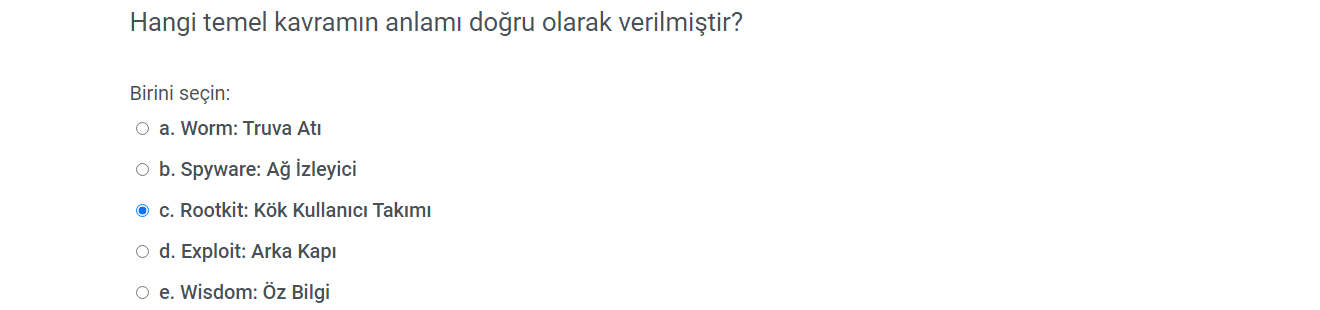 Hangi temel kavramın anlamı doğru olarak verilmiştir?
Birini seçin:
a. Worm: Truva Atı
b. Spyware: Ağ İzleyici
c. Rootkit: Kök Kullanıcı Takımı
d. Exploit: Arka Kapı
e. Wisdom: Öz Bilgi